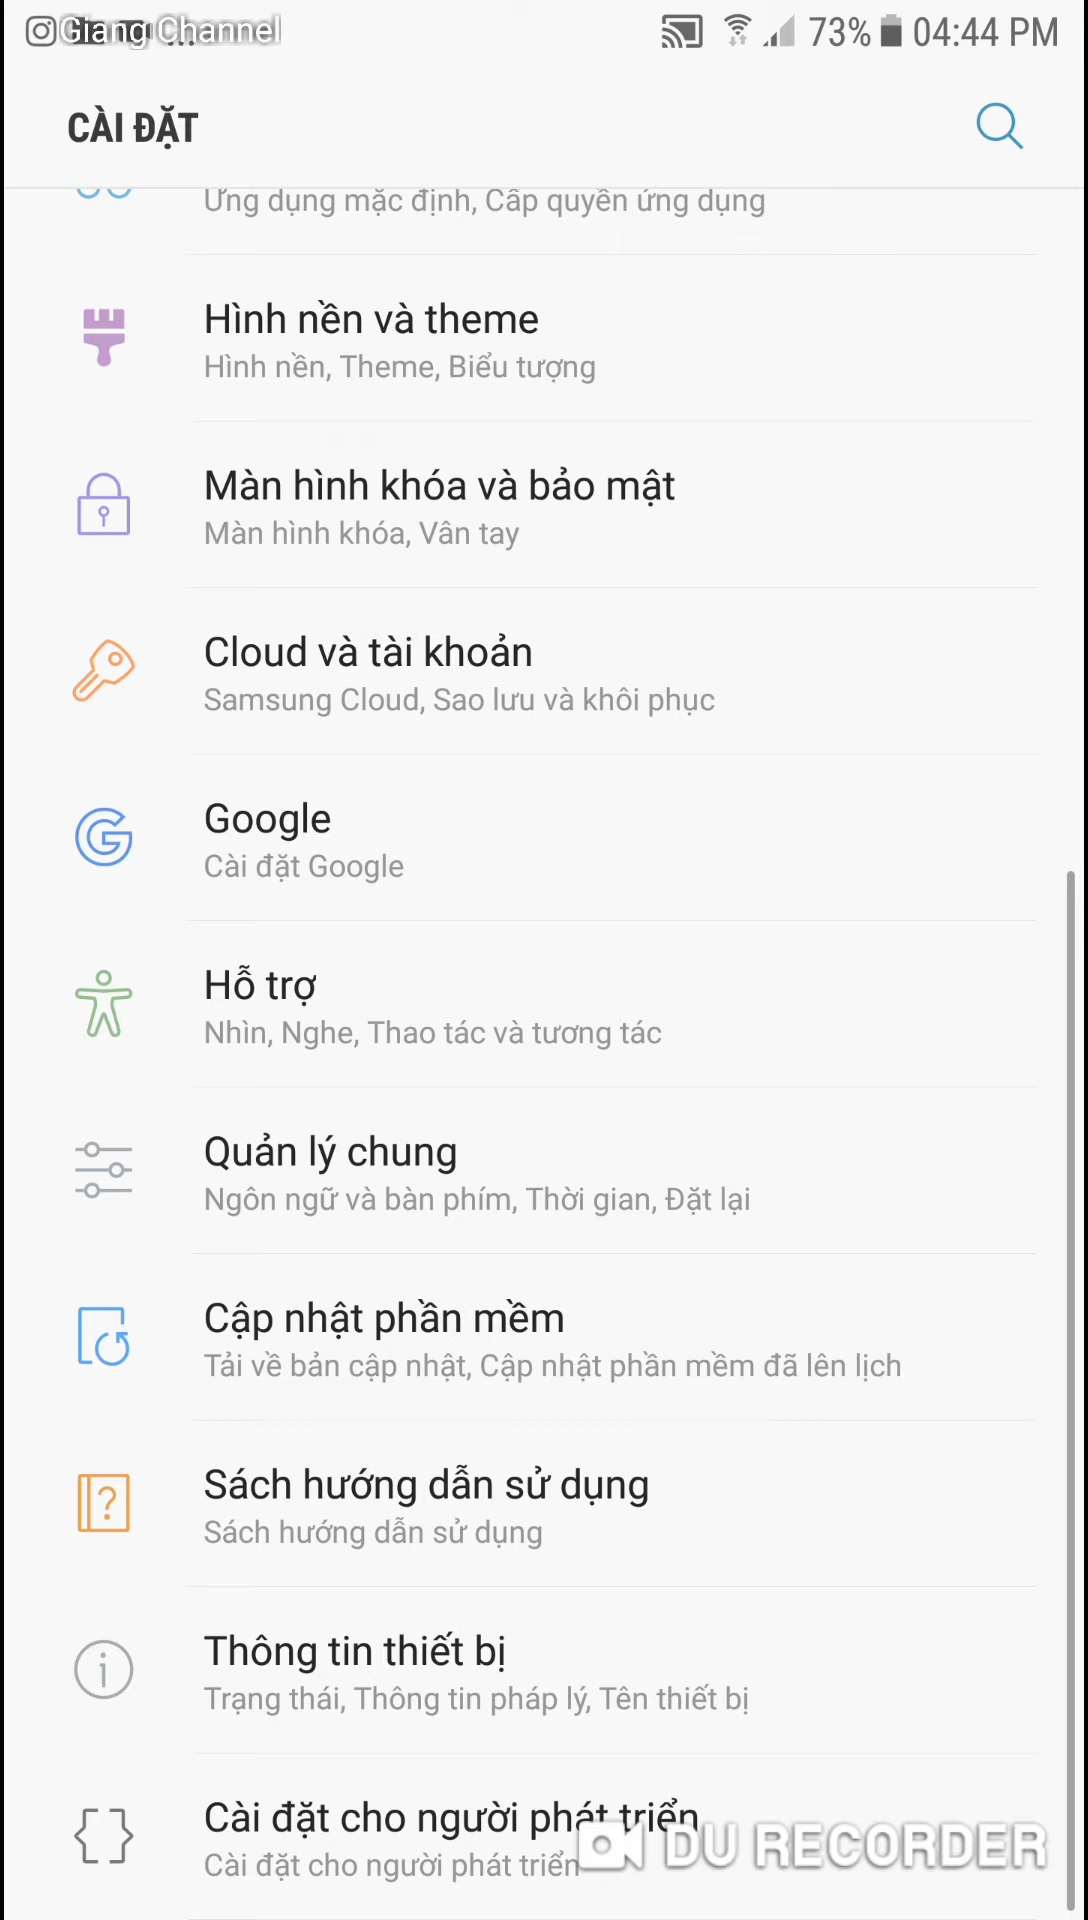 Giang Channel
73% 04:44 PM
CÀI ĐẶT
Ứng dụng mặc định, Cấp quyền ứng dụng
Hình nền và theme
Hình nền, Theme, Biểu tượng
Màn hình khóa và bảo mật
Màn hình khóa, Vân tay
Cloud và tài khoản
Samsung Cloud, Sao lưu và khôi phục
Google
Cài đặt Google
Hỗ trợ
Nhìn, Nghe, Thao tác và tương tác
Quản lý chung
Ngôn ngữ và bàn phím, Thời gian, Đặt lại
Cập nhật phần mềm
Tải về bản cập nhật, Cập nhật phần mềm đã lên lịch
Sách hướng dẫn sử dụng
Sách hướng dẫn sử dụng
Thông tin thiết bị
Trạng thái, Thông tin pháp lý, Tên thiết bị
Cài đặt cho người phát triển
Cài đặt cho người phát triển
DU RECORDER